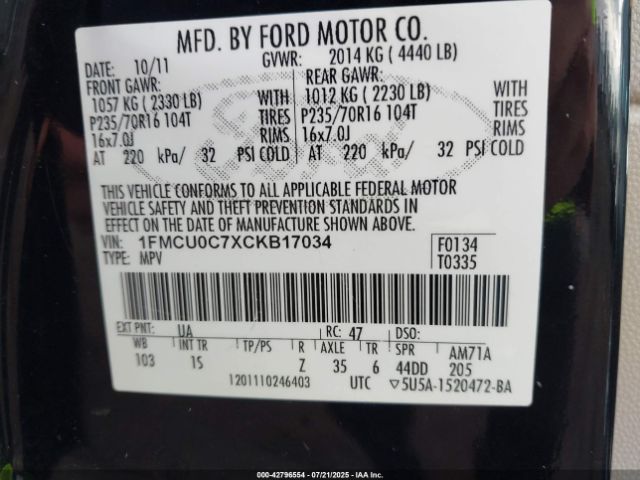 MFD. BY FORD MOTOR CO.
DATE: 10/11 GVWR: 2014 KG ( 4440 LB)
FRONT GAWR: REAR GAWR:
1057 KG ( 2330 LB) WITH 1012 KG ( 2230 LB) WITH
P235/70R16 104T TIRES P235/70R16 104T TIRES
16x7.0J RIMS 16x7.0J RIMS
AT 220 kPa/ 32 PSI COLD AT 220 kPa/ 32 PSI COLD
THIS VEHICLE CONFORMS TO ALL APPLICABLE FEDERAL MOTOR
VEHICLE SAFETY AND THEFT PREVENTION STANDARDS IN
EFFECT ON THE DATE OF MANUFACTURE SHOWN ABOVE.
VIN: 1FMCU0C7XCKB17034 F0134
TYPE: MPV T0335
EXT PNT: UA RC: 47 DSO:
WB INT TR TP/PS R AXLE TR SPR AM71A
103 1S Z 35 6 44DD 205
1201110246403 UTC ▽5U5A-1520472-BA
000-42796554 | 07/21/2025 | IAA, Inc.